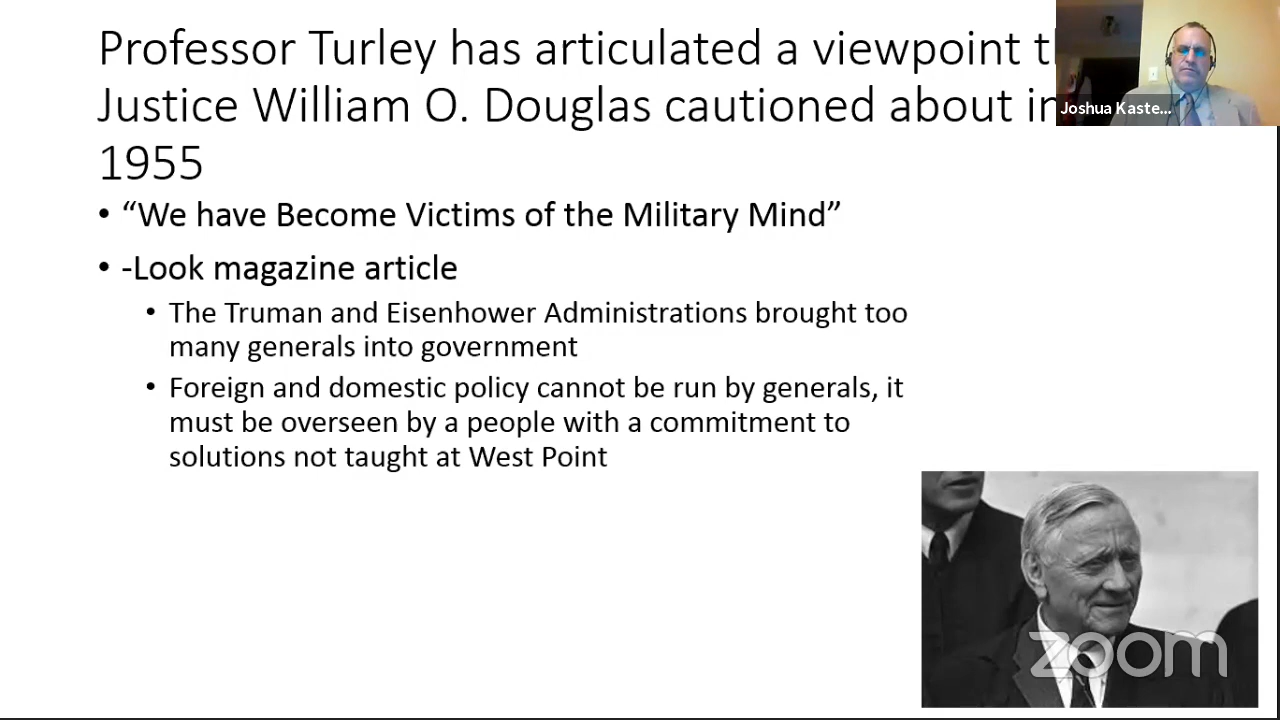 Professor Turley has articulated a viewpoint
Justice William O. Douglas cautioned about in
1955
Joshua Kaste...
• “We have Become Victims of the Military Mind”
• -Look magazine article
• The Truman and Eisenhower Administrations brought too
many generals into government
• Foreign and domestic policy cannot be run by generals, it
must be overseen by a people with a commitment to
solutions not taught at West Point
zoom